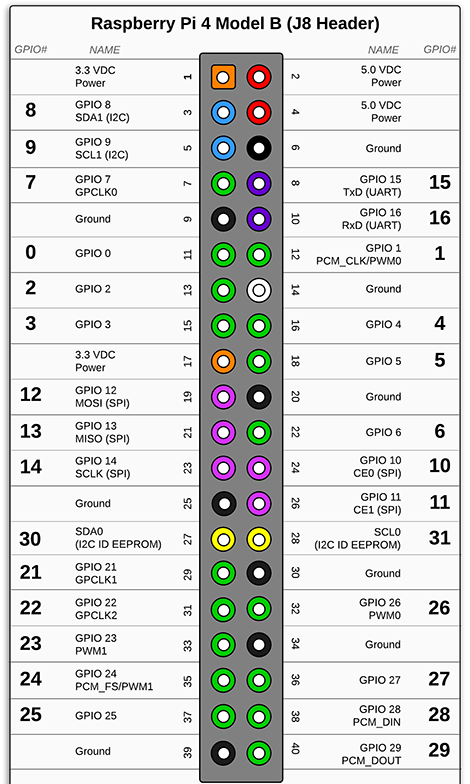 Raspberry Pi 4 Model B (J8 Header)
GPIO# NAME NAME GPIO#
3.3 VDC Power 1 2 5.0 VDC Power
8 GPIO 8 SDA1 (I2C) 3 4 5.0 VDC Power
9 GPIO 9 SCL1 (I2C) 5 6 Ground
7 GPIO 7 GPCLK0 7 8 GPIO 15 TxD (UART) 15
Ground 9 10 GPIO 16 RxD (UART) 16
0 GPIO 0 11 12 GPIO 1 PCM_CLK/PWM0 1
2 GPIO 2 13 14 Ground
3 GPIO 3 15 16 GPIO 4 4
3.3 VDC Power 17 18 GPIO 5 5
12 GPIO 12 MOSI (SPI) 19 20 Ground
13 GPIO 13 MISO (SPI) 21 22 GPIO 6 6
14 GPIO 14 SCLK (SPI) 23 24 GPIO 10 CE0 (SPI) 10
Ground 25 26 GPIO 11 CE1 (SPI) 11
30 SDA0 (I2C ID EEPROM) 27 28 SCL0 (I2C ID EEPROM) 31
21 GPIO 21 GPCLK1 29 30 Ground
22 GPIO 22 GPCLK2 31 32 GPIO 26 PWM0 26
23 GPIO 23 PWM1 33 34 Ground
24 GPIO 24 PCM_FS/PWM1 35 36 GPIO 27 27
25 GPIO 25 37 38 GPIO 28 PCM_DIN 28
Ground 39 40 GPIO 29 PCM_DOUT 29